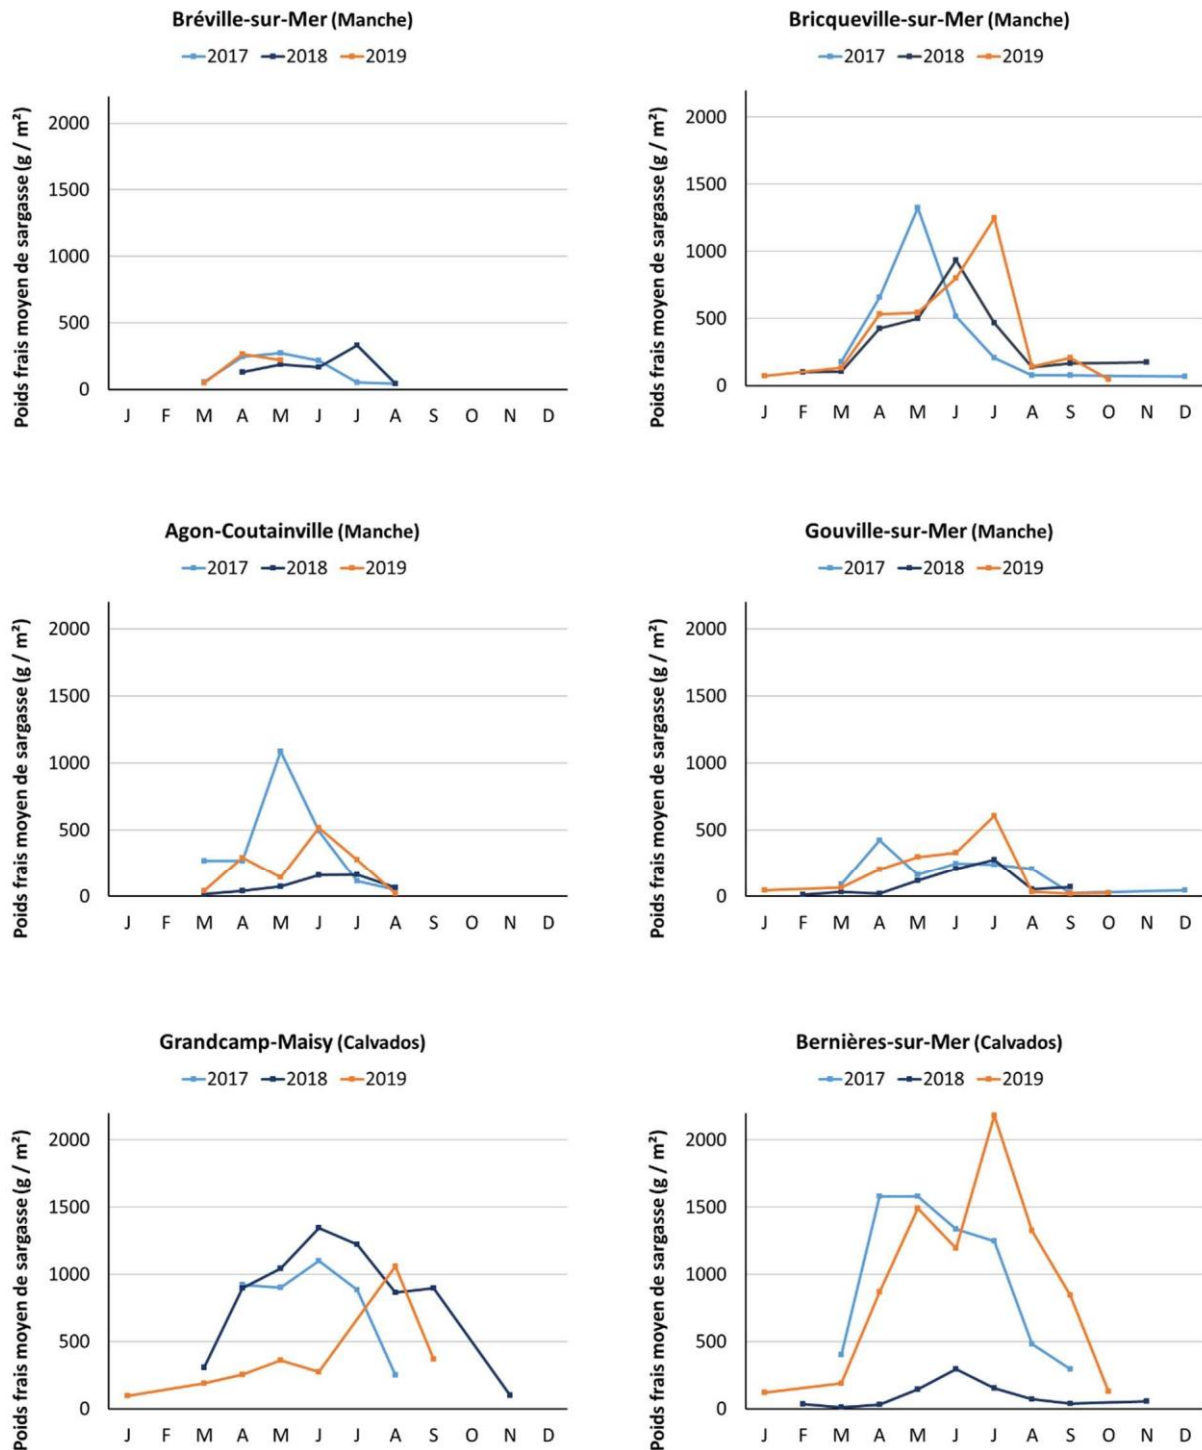 Bréville-sur-Mer (Manche)
2017 2018 2019
Poids frais moyen de sargasse (g / m²)
2000
1500
1000
500
0
J F M A M J J A S O N D
Bricqueville-sur-Mer (Manche)
2017 2018 2019
Poids frais moyen de sargasse (g / m²)
2000
1500
1000
500
0
J F M A M J J A S O N D
Agon-Coutainville (Manche)
2017 2018 2019
Poids frais moyen de sargasse (g / m²)
2000
1500
1000
500
0
J F M A M J J A S O N D
Gouville-sur-Mer (Manche)
2017 2018 2019
Poids frais moyen de sargasse (g / m²)
2000
1500
1000
500
0
J F M A M J J A S O N D
Grandcamp-Maisy (Calvados)
2017 2018 2019
Poids frais moyen de sargasse (g / m²)
2000
1500
1000
500
0
J F M A M J J A S O N D
Bernières-sur-Mer (Calvados)
2017 2018 2019
Poids frais moyen de sargasse (g / m²)
2000
1500
1000
500
0
J F M A M J J A S O N D